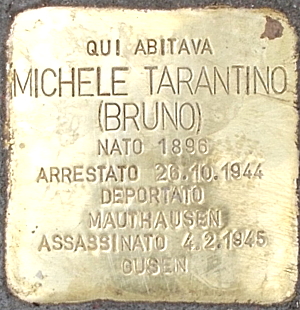 QUI ABITAVA
MICHELE TARANTINO
(BRUNO)
NATO 1896
ARRESTATO 26.10.1944
DEPORTATO
MAUTHAUSEN
ASSASSINATO 4.2.1945
GUSEN